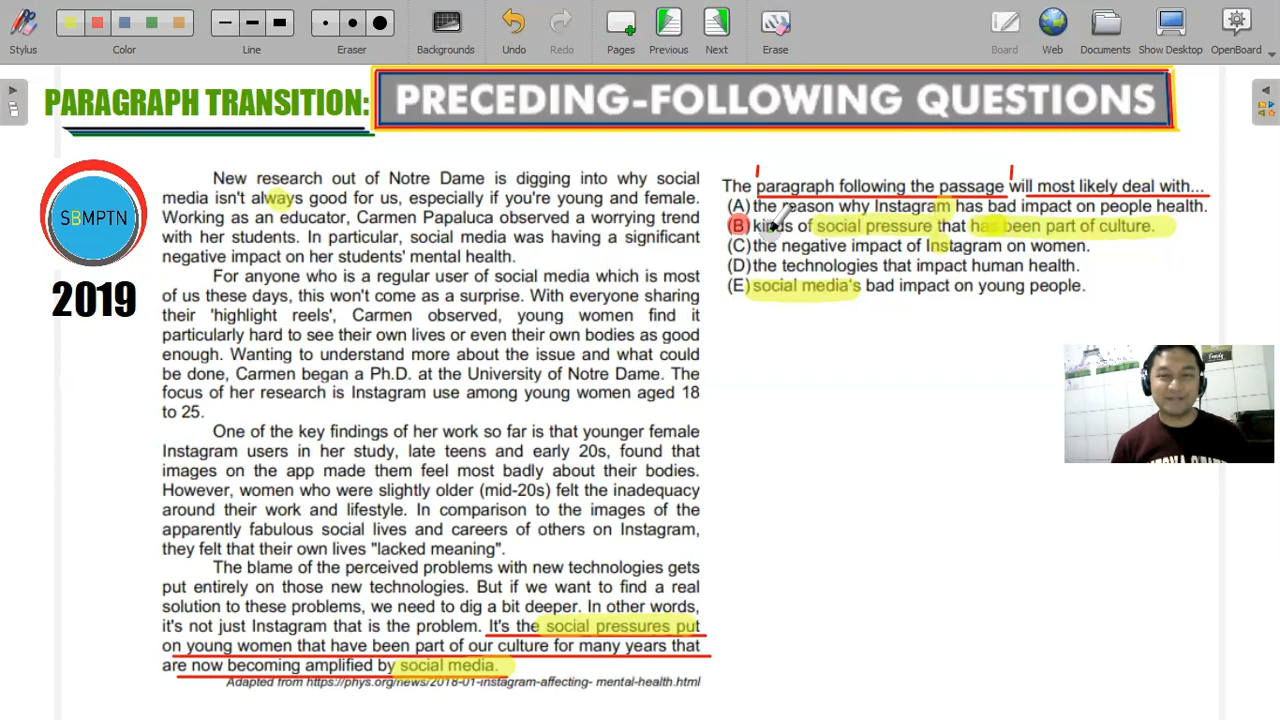 Stylus
Color
Line
Eraser
Backgrounds
Undo
Redo
Pages
Previous
Next
Erase
Board
Web
Documents
Show Desktop
OpenBoard
PARAGRAPH TRANSITION:
PRECEDING-FOLLOWING QUESTIONS
SBMPTN
2019
New research out of Notre Dame is digging into why social
media isn't always good for us, especially if you're young and female.
Working as an educator, Carmen Papaluca observed a worrying trend
with her students. In particular, social media was having a significant
negative impact on her students' mental health.
For anyone who is a regular user of social media which is most
of us these days, this won't come as a surprise. With everyone sharing
their 'highlight reels', Carmen observed, young women find it
particularly hard to see their own lives or even their own bodies as good
enough. Wanting to understand more about the issue and what could
be done, Carmen began a Ph.D. at the University of Notre Dame. The
focus of her research is Instagram use among young women aged 18
to 25.
One of the key findings of her work so far is that younger female
Instagram users in her study, late teens and early 20s, found that
images on the app made them feel most badly about their bodies.
However, women who were slightly older (mid-20s) felt the inadequacy
around their work and lifestyle. In comparison to the images of the
apparently fabulous social lives and careers of others on Instagram,
they felt that their own lives "lacked meaning".
The blame of the perceived problems with new technologies gets
put entirely on those new technologies. But if we want to find a real
solution to these problems, we need to dig a bit deeper. In other words,
it's not just Instagram that is the problem. It's the social pressures put
on young women that have been part of our culture for many years that
are now becoming amplified by social media.
Adapted from https://phys.org/news/2018-01-instagram-affecting- mental-health.html
The paragraph following the passage will most likely deal with...
(A) the reason why Instagram has bad impact on people health.
(B) kinds of social pressure that has been part of culture.
(C) the negative impact of Instagram on women.
(D) the technologies that impact human health.
(E) social media's bad impact on young people.